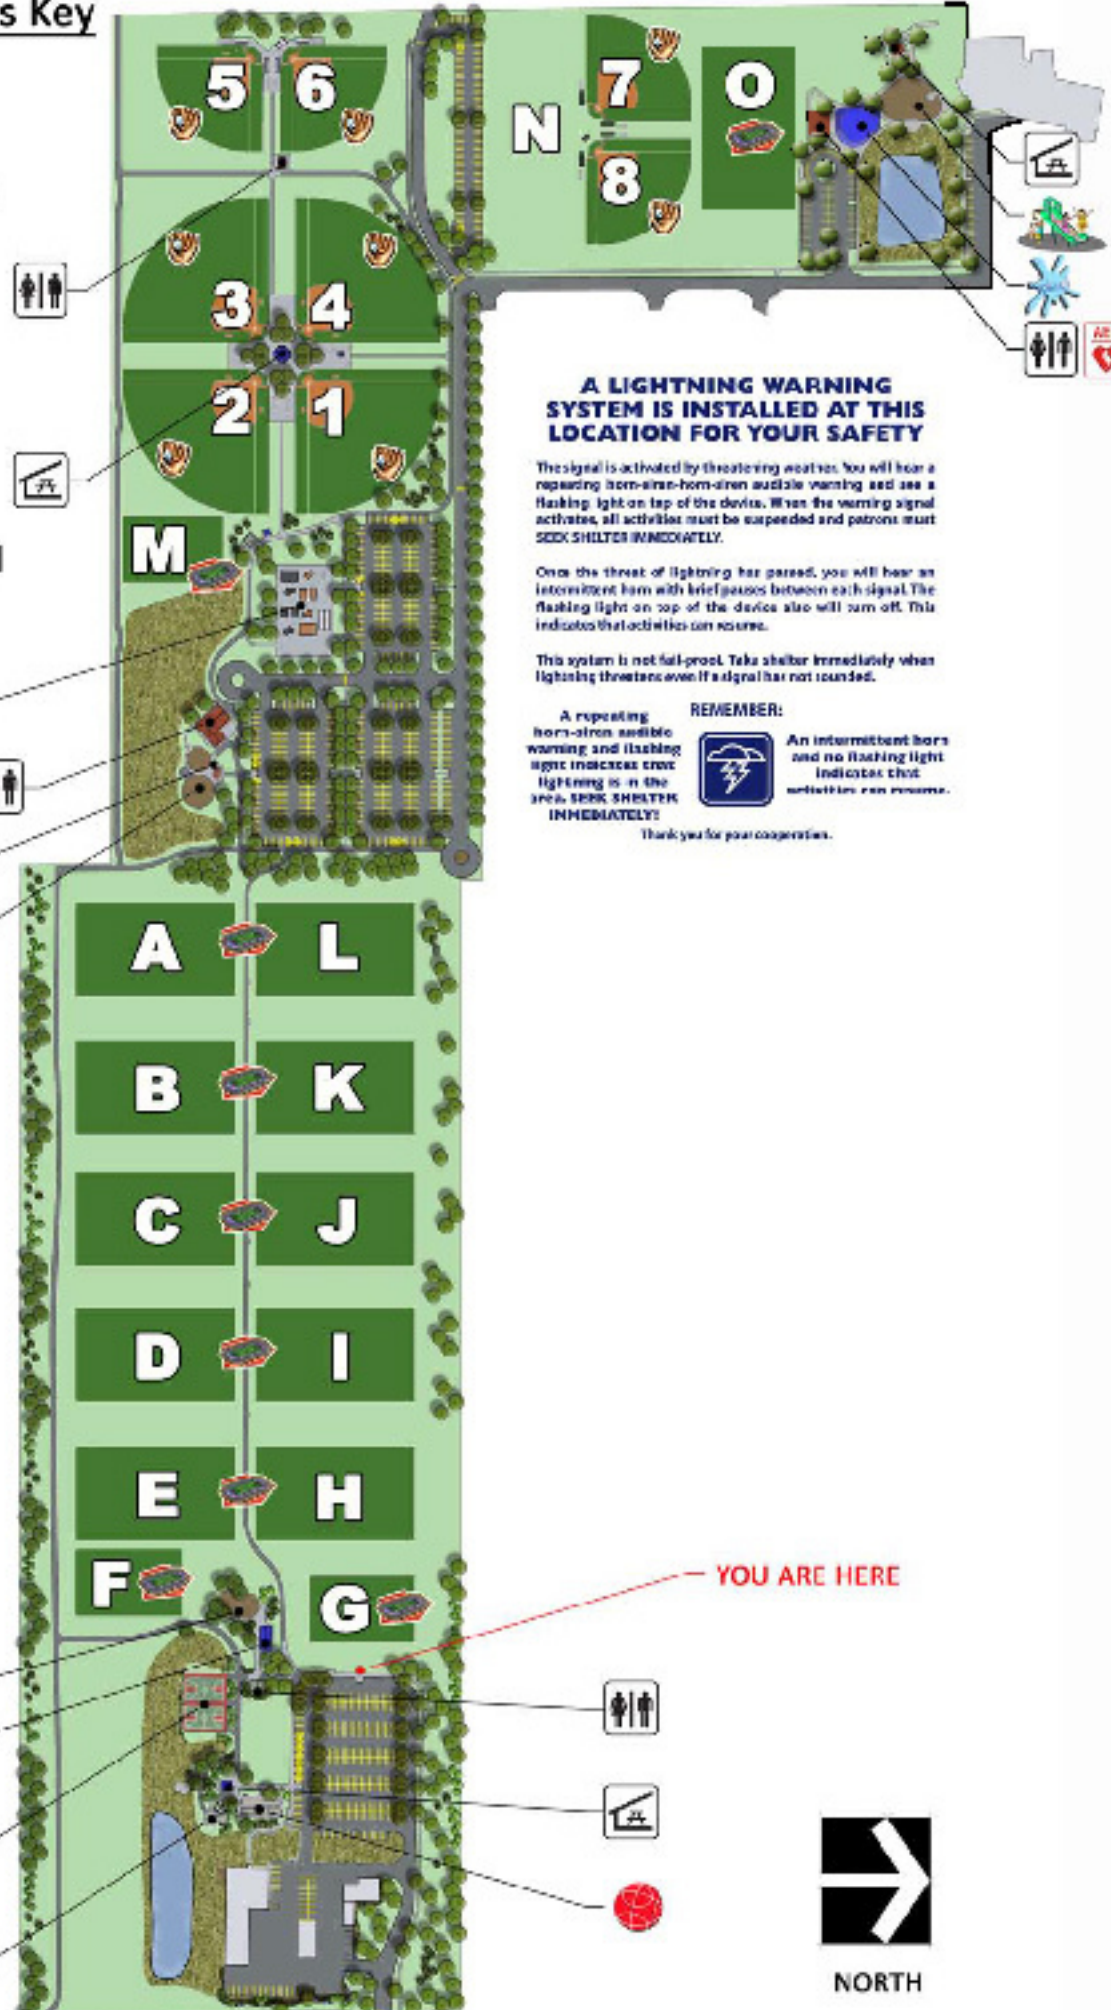 s Key
5
6
7
8
N
O
3
4
2
1
M
A LIGHTNING WARNING
SYSTEM IS INSTALLED AT THIS
LOCATION FOR YOUR SAFETY
The signal is activated by threatening weather. You will hear a
repeating horn-siren-horn-siren audible warning and see a
flashing light on top of the device. When the warning signal
activates, all activities must be suspended and patrons must
SEEK SHELTER IMMEDIATELY.
Once the threat of lightning has passed, you will hear an
intermittent horn with brief pauses between each signal. The
flashing light on top of the device also will turn off. This
indicates that activities can resume.
This system is not fail-proof. Take shelter immediately when
lightning threatens even if a signal has not sounded.
REMEMBER:
A repeating
horn-siren audible
warning and flashing
light indicates that
lightning is in the
area. SEEK SHELTER
IMMEDIATELY!
An intermittent horn
and no flashing light
indicates that
activities can resume.
Thank you for your cooperation.
A
L
B
K
C
J
D
I
E
H
F
G
YOU ARE HERE
NORTH